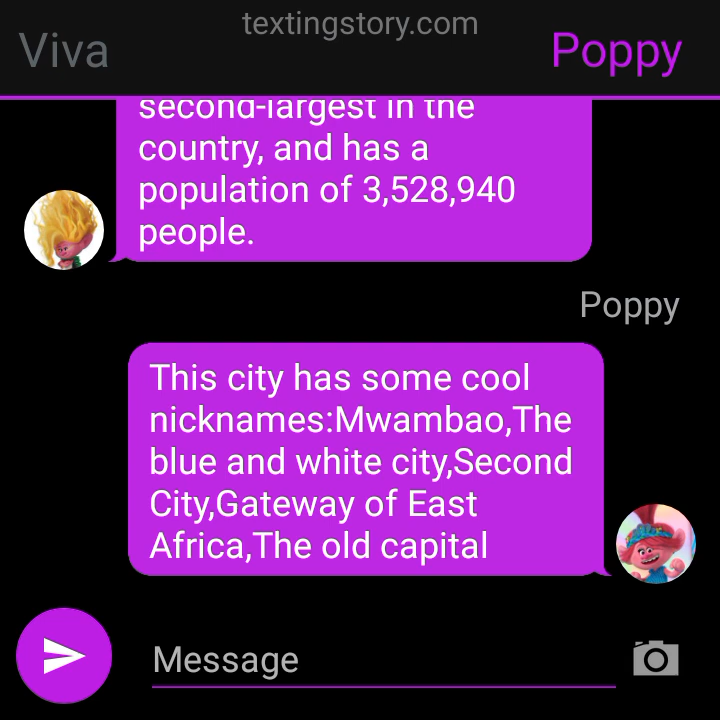 textingstory.com
Viva
Poppy
second-largest in the
country, and has a
population of 3,528,940
people.
Poppy
This city has some cool
nicknames:Mwambao,The
blue and white city,Second
City,Gateway of East
Africa,The old capital
Message